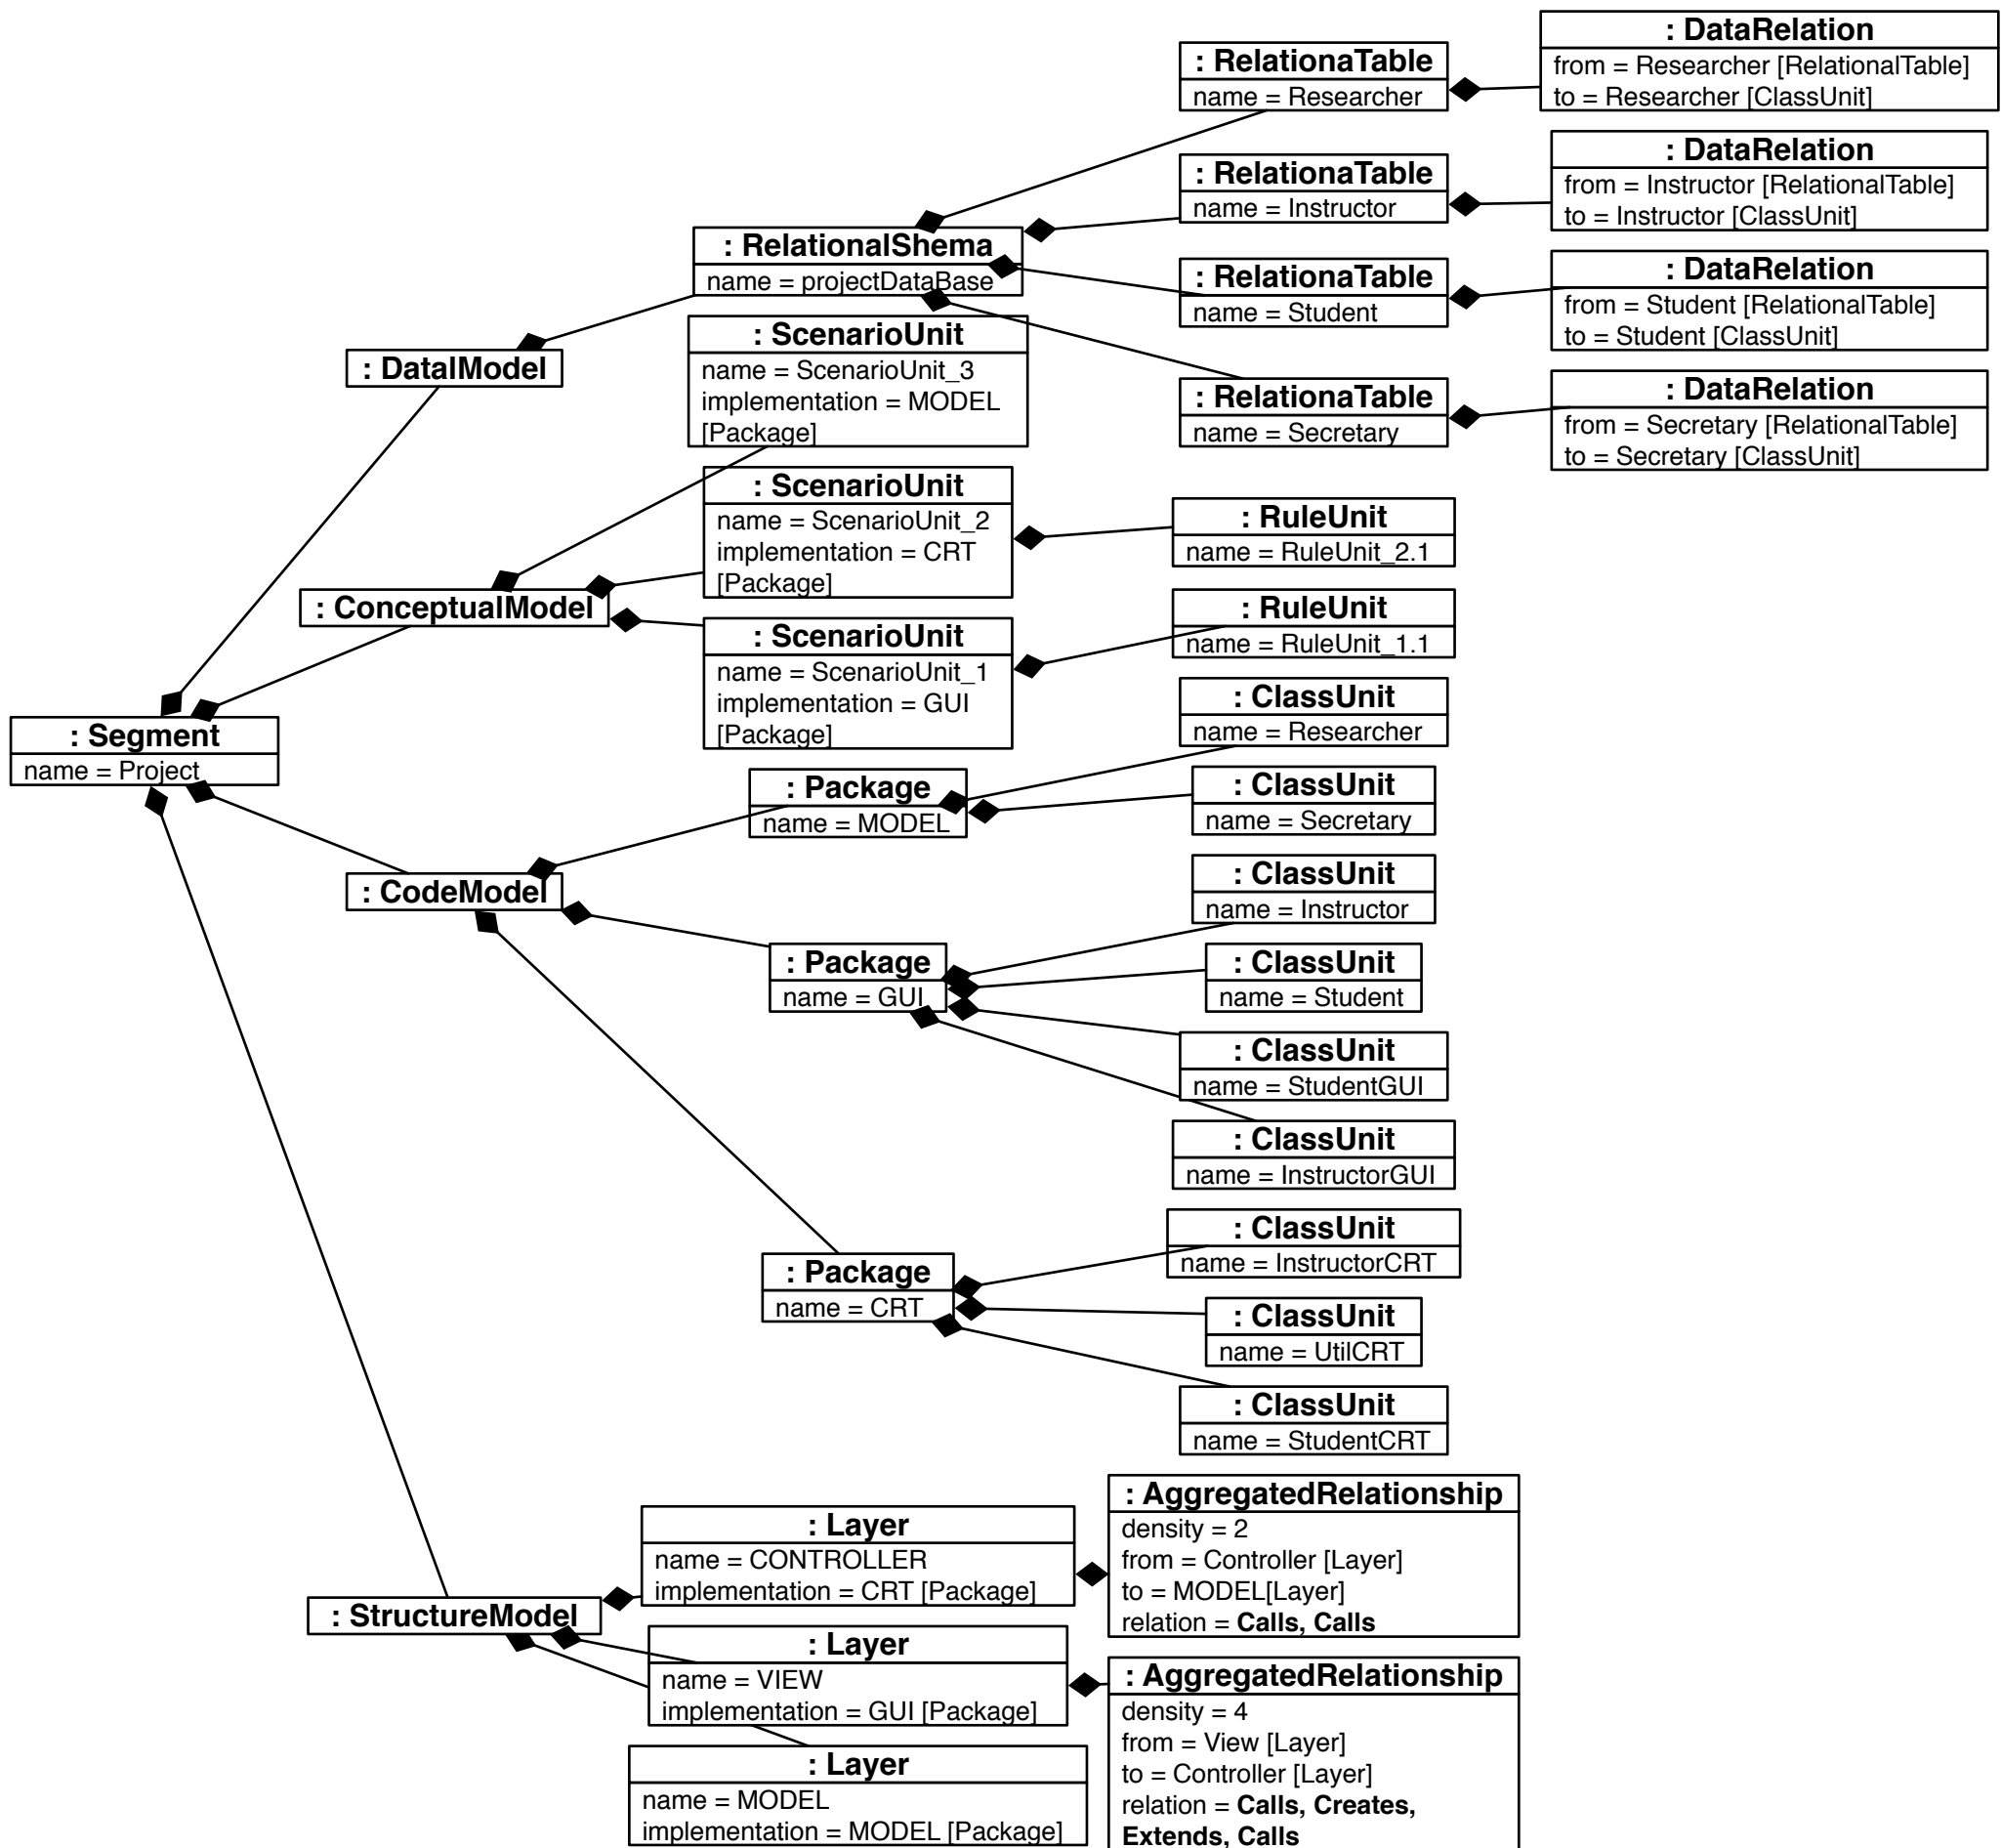 : DataRelation
from = Researcher [RelationalTable]
to = Researcher [ClassUnit]
: RelationaTable
name = Researcher
: DataRelation
from = Instructor [RelationalTable]
to = Instructor [ClassUnit]
: RelationaTable
name = Instructor
: RelationalShema
name = projectDataBase
: DataRelation
from = Student [RelationalTable]
to = Student [ClassUnit]
: RelationaTable
name = Student
: ScenarioUnit
name = ScenarioUnit_3
implementation = MODEL
[Package]
: DatalModel
: DataRelation
from = Secretary [RelationalTable]
to = Secretary [ClassUnit]
: RelationaTable
name = Secretary
: ScenarioUnit
name = ScenarioUnit_2
implementation = CRT
[Package]
: RuleUnit
name = RuleUnit_2.1
: ConceptualModel
: RuleUnit
name = RuleUnit_1.1
: ScenarioUnit
name = ScenarioUnit_1
implementation = GUI
[Package]
: ClassUnit
name = Researcher
: Segment
name = Project
: Package
name = MODEL
: ClassUnit
name = Secretary
: CodeModel
: ClassUnit
name = Instructor
: Package
name = GUI
: ClassUnit
name = Student
: ClassUnit
name = StudentGUI
: ClassUnit
name = InstructorGUI
: ClassUnit
name = InstructorCRT
: Package
name = CRT
: ClassUnit
name = UtilCRT
: ClassUnit
name = StudentCRT
: AggregatedRelationship
density = 2
from = Controller [Layer]
to = MODEL[Layer]
relation = Calls, Calls
: Layer
name = CONTROLLER
implementation = CRT [Package]
: StructureModel
: Layer
name = VIEW
implementation = GUI [Package]
: AggregatedRelationship
density = 4
from = View [Layer]
to = Controller [Layer]
relation = Calls, Creates,
Extends, Calls
: Layer
name = MODEL
implementation = MODEL [Package]